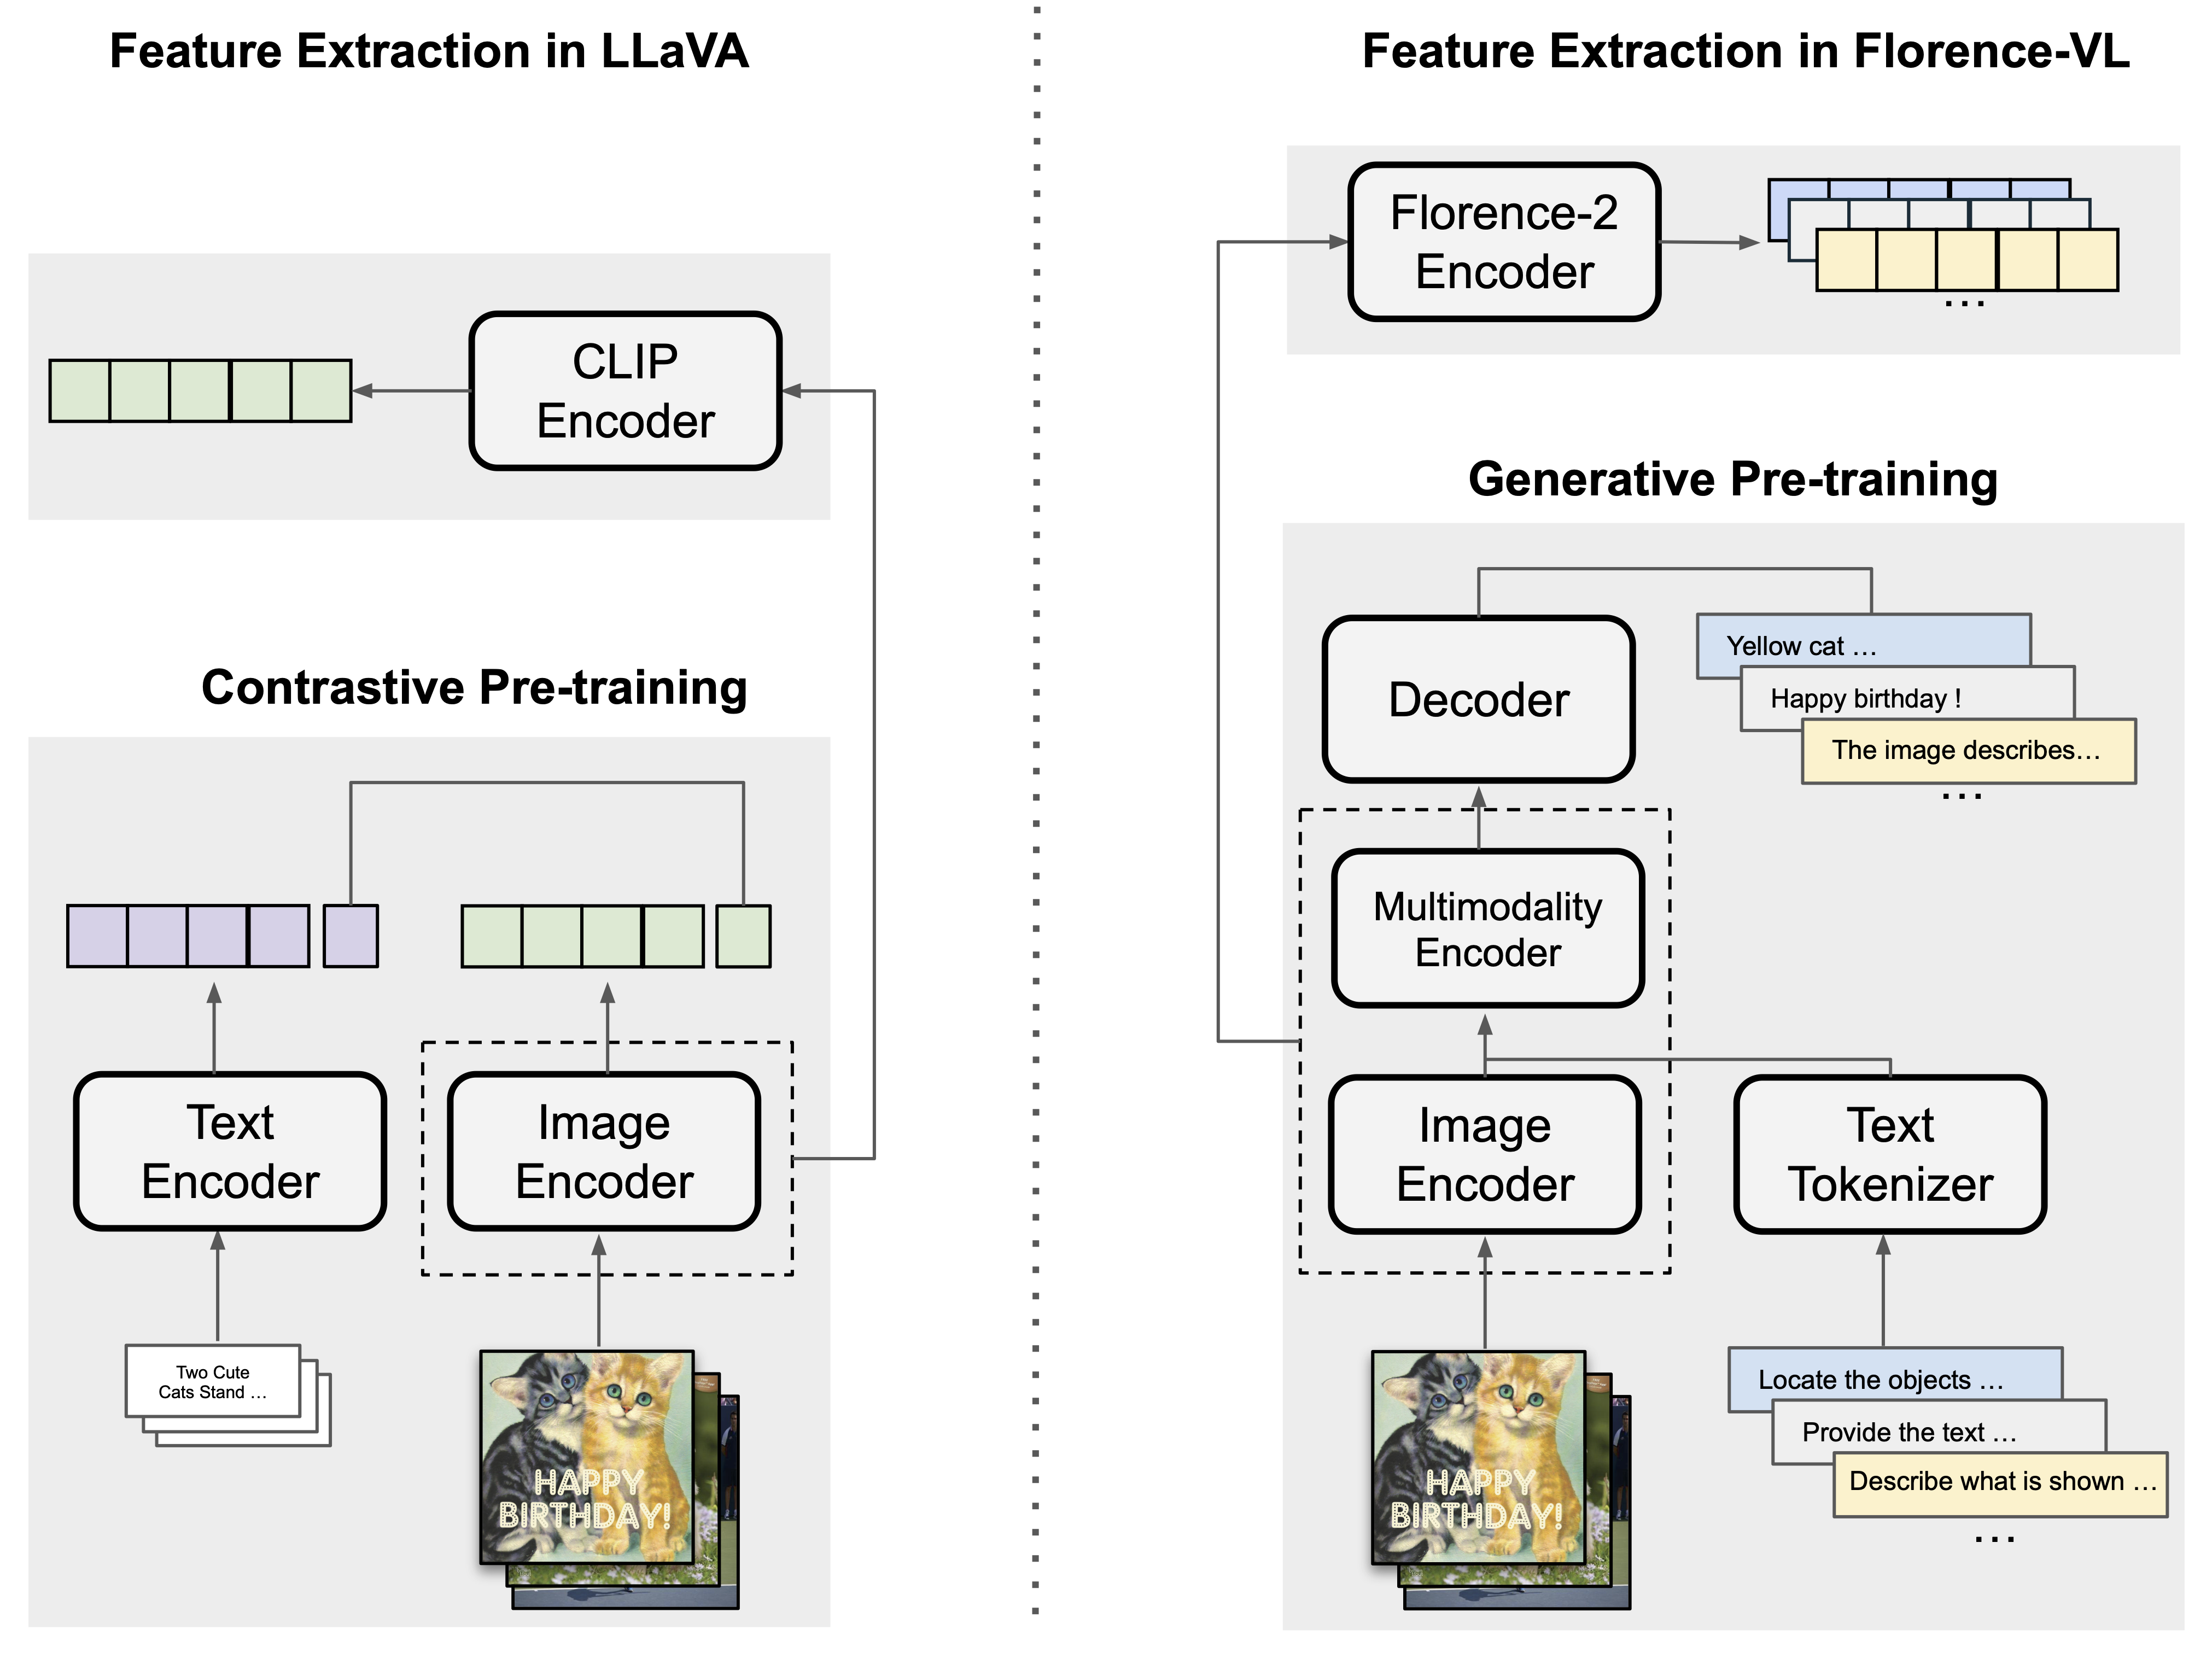 Feature Extraction in LLaVA
CLIP
Encoder
Contrastive Pre-training
Text
Encoder
Image
Encoder
Two Cute
Cats Stand ...
HAPPY
BIRTHDAY!
Feature Extraction in Florence-VL
Florence-2
Encoder
...
Generative Pre-training
Decoder
Yellow cat ...
Happy birthday !
The image describes...
...
Multimodality
Encoder
Image
Encoder
Text
Tokenizer
HAPPY
BIRTHDAY!
Locate the objects ...
Provide the text ...
Describe what is shown ...
...